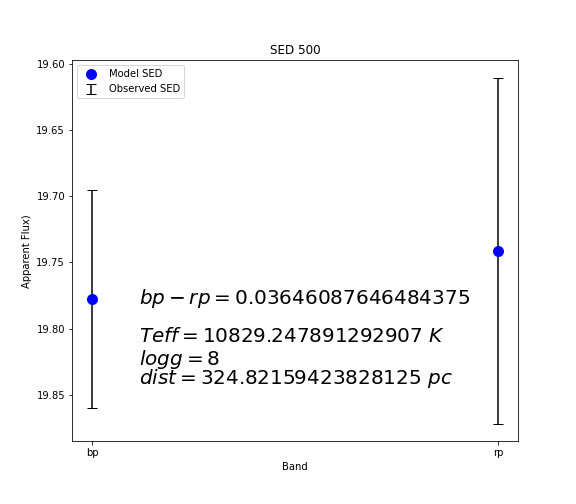 SED 500
19.60
Model SED
Observed SED
19.65
19.70
19.75
19.80
19.85
Apparent Flux)
bp − rp = 0.03646087646484375
Teff = 10829.247891292907 K
logg = 8
dist = 324.82159423828125 pc
bp
rp
Band